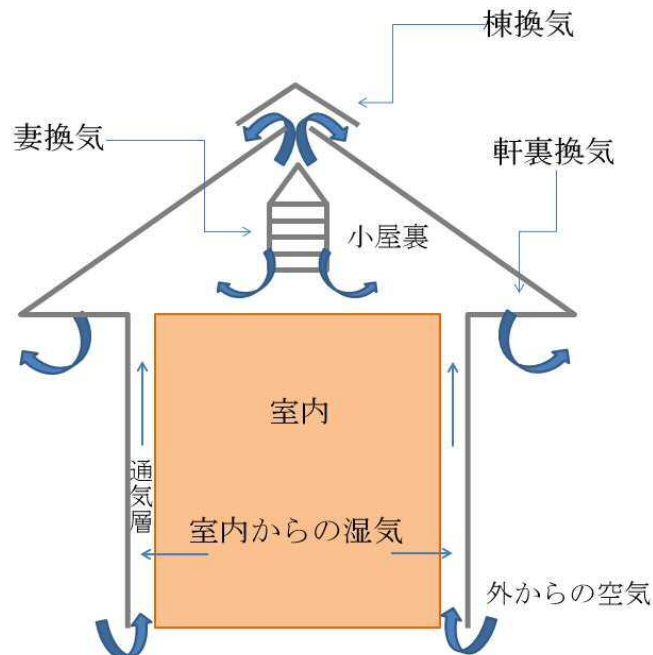 棟換気
妻換気
軒裏換気
小屋裏
室内
通気層
室内からの湿気
外からの空気